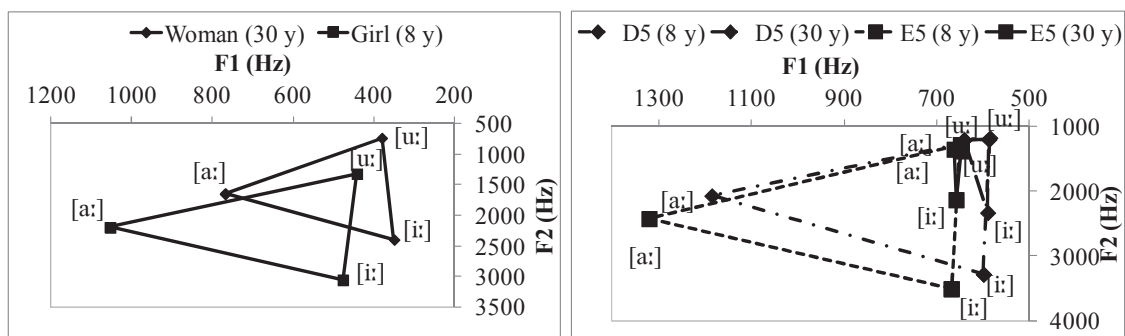 Woman (30 y) Girl (8 y)
F1 (Hz)
1200 1000 800 600 400 200
500
1000
1500
2000
2500
3000
3500
F2 (Hz)
[uː]
[uː]
[aː]
[aː]
[iː]
[iː]
D5 (8 y) D5 (30 y) E5 (8 y) E5 (30 y)
F1 (Hz)
1300 1100 900 700 500
1000
2000
3000
4000
F2 (Hz)
[uː]
[uː]
[aː]
[uː]
[aː]
[aː]
[iː]
[iː]
[aː]
[iː]
[iː]